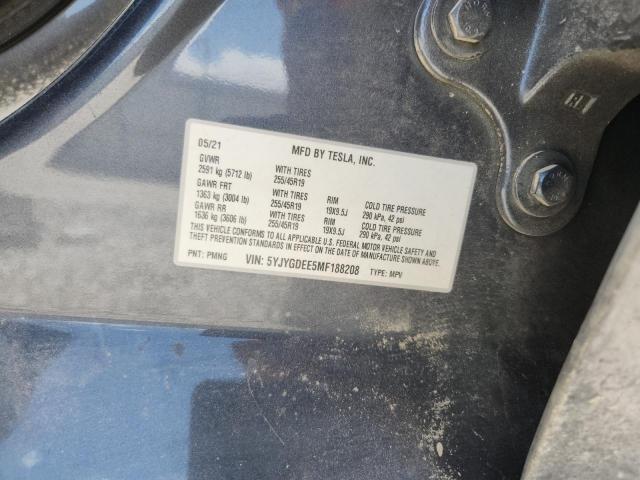 05/21 MFD BY TESLA, INC.
GVWR
2591 kg (5712 lb) WITH TIRES 255/45R19
GAWR FRT
1363 kg (3004 lb) WITH TIRES 255/45R19 RIM 19X9.5J COLD TIRE PRESSURE 290 kPa, 42 psi
GAWR RR
1636 kg (3606 lb) WITH TIRES 255/45R19 RIM 19X9.5J COLD TIRE PRESSURE 290 kPa, 42 psi
THIS VEHICLE CONFORMS TO ALL APPLICABLE U.S. FEDERAL MOTOR VEHICLE SAFETY AND
THEFT PREVENTION STANDARDS IN EFFECT ON THE DATE OF MANUFACTURE SHOWN ABOVE.
PNT: PMNG VIN: 5YJYGDEE5MF188208 TYPE: MPV